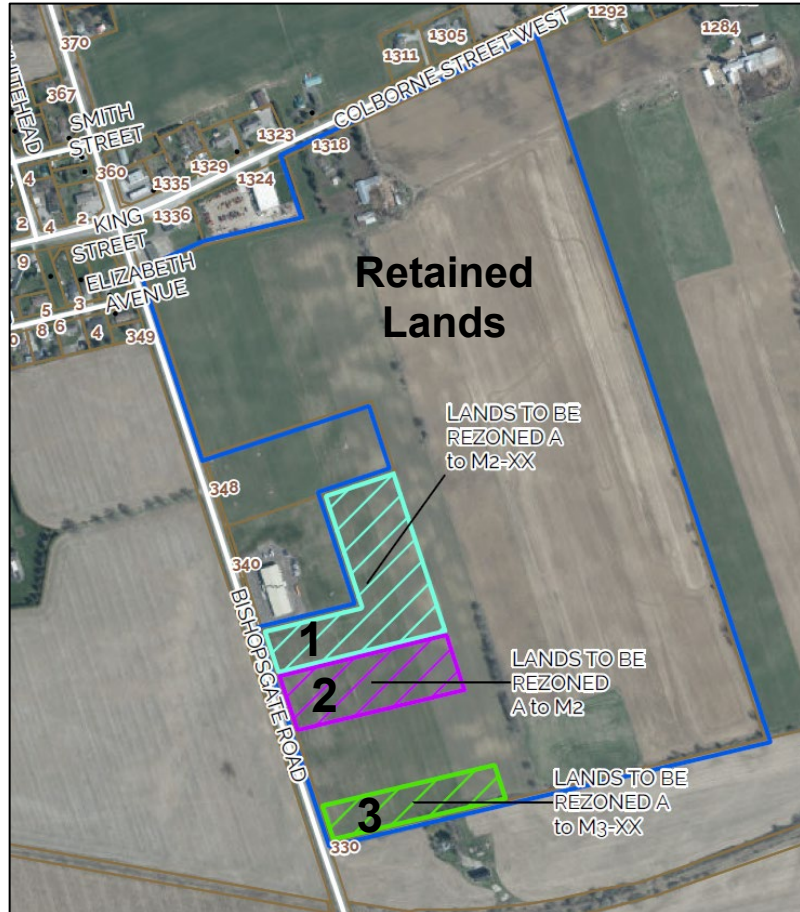 370
367
SMITH
STREET
360
4
2
4
2
KING
STREET
9
ELIZABETH
AVENUE
3
5
8
6
4
349
1335
1336
1329
1324
1323
1318
1311
1305
COLBORNE STREET WEST
1292
1284
Retained
Lands
LANDS TO BE
REZONED A
to M2-XX
348
340
BISHOPSGATE ROAD
1
2
LANDS TO BE
REZONED
A to M2
3
LANDS TO BE
REZONED A
to M3-XX
330